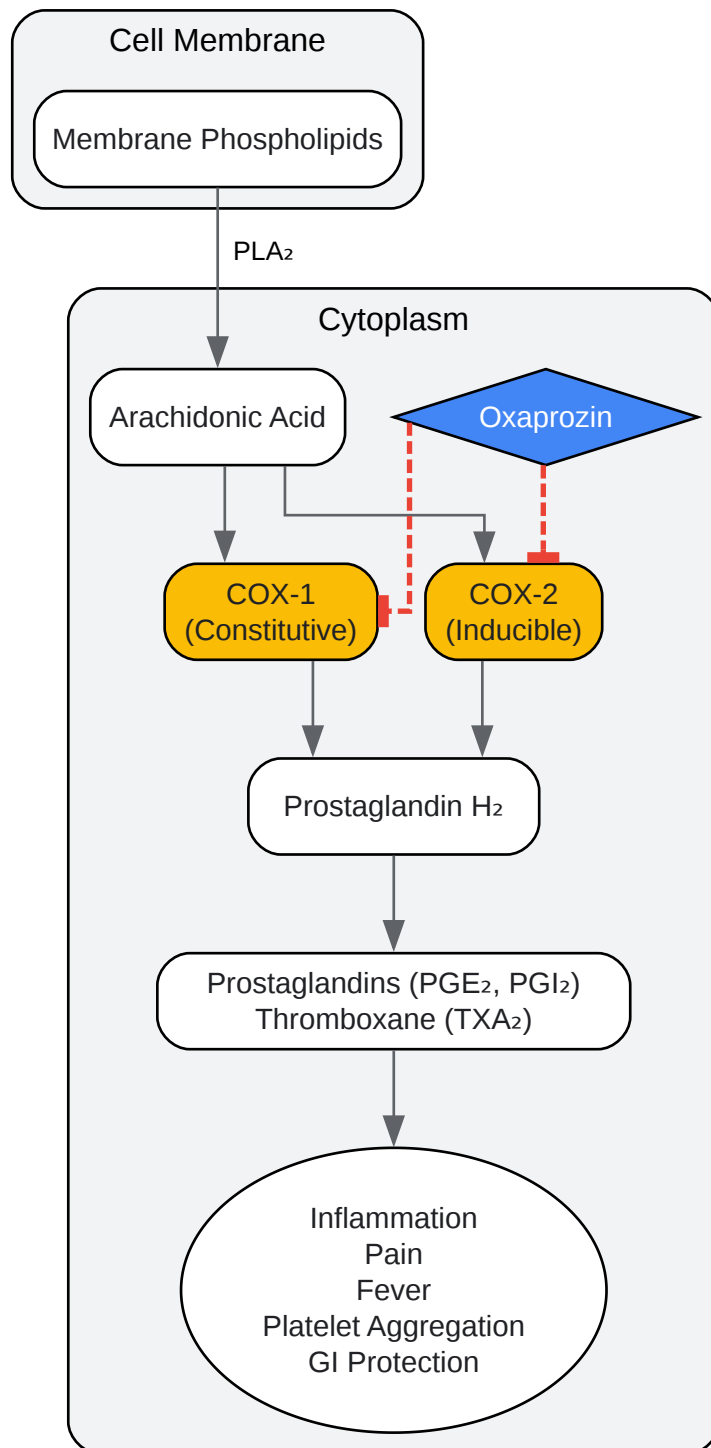 Cell Membrane
Membrane Phospholipids
PLA₂
Cytoplasm
Arachidonic Acid
Oxaprozin
COX-1
(Constitutive)
COX-2
(Inducible)
Prostaglandin H₂
Prostaglandins (PGE₂, PGI₂)
Thromboxane (TXA₂)
Inflammation
Pain
Fever
Platelet Aggregation
GI Protection